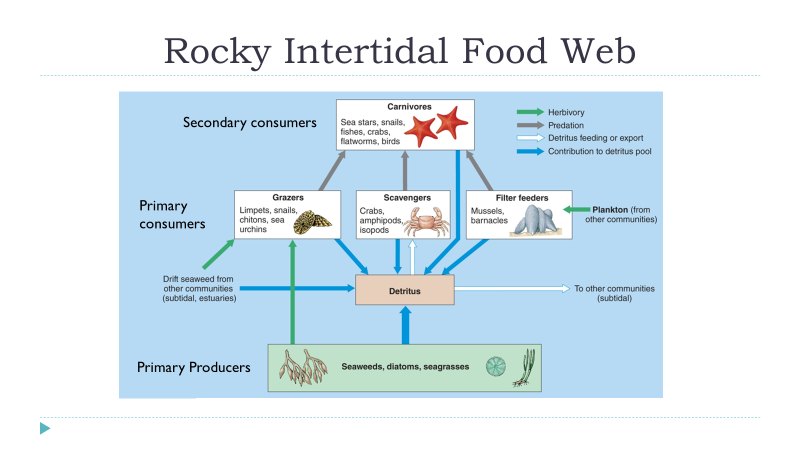 Rocky Intertidal Food Web
Secondary consumers
Carnivores
Sea stars, snails,
fishes, crabs,
flatworms, birds
Herbivory
Predation
Detritus feeding or export
Contribution to detritus pool
Primary
consumers
Grazers
Limpets, snails,
chitons, sea
urchins
Scavengers
Crabs,
amphipods,
isopods
Filter feeders
Mussels,
barnacles
Plankton (from
other communities)
Drift seaweed from
other communities
(subtidal, estuaries)
Detritus
To other communities
(subtidal)
Primary Producers
Seaweeds, diatoms, seagrasses